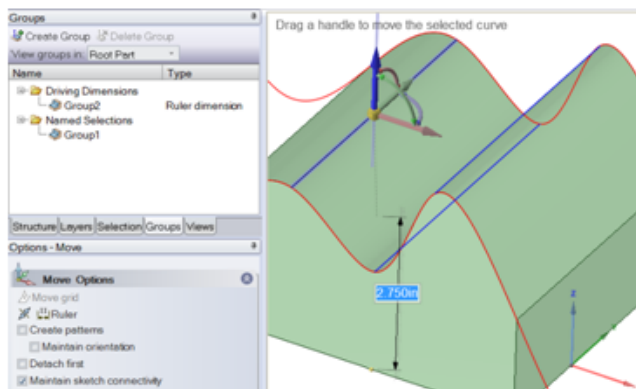 Groups
Create Group Delete Group
View groups in: Root Part
Name Type
Driving Dimensions
Group2 Ruler dimension
Named Selections
Group1
Structure Layers Selection Groups Views
Options - Move
Move Options
Move grid
Ruler
Create patterns
Maintain orientation
Detach first
Maintain sketch connectivity
Drag a handle to move the selected curve
2.750in
z